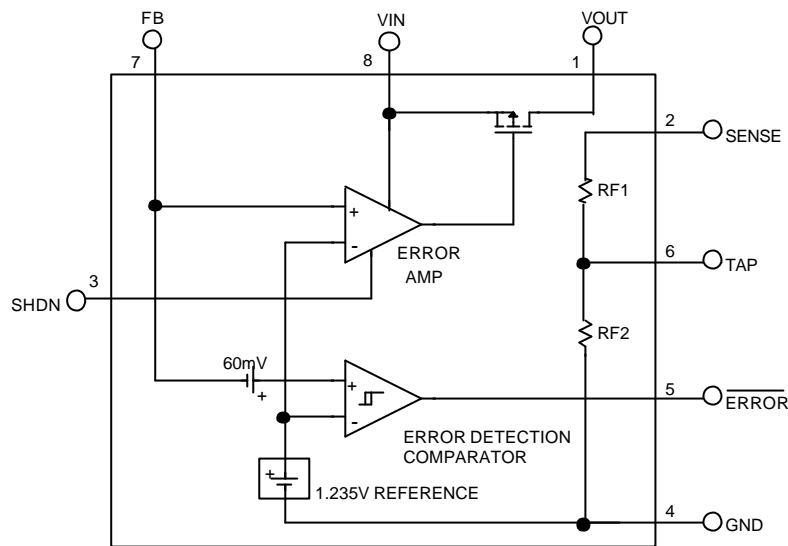 FB
VIN
VOUT
7
8
1
2
SENSE
RF1
+
-
ERROR
AMP
6
TAP
3
SHDN
RF2
60mV
+
+
-
5
ERROR
ERROR DETECTION
COMPARATOR
+
1.235V REFERENCE
4
GND